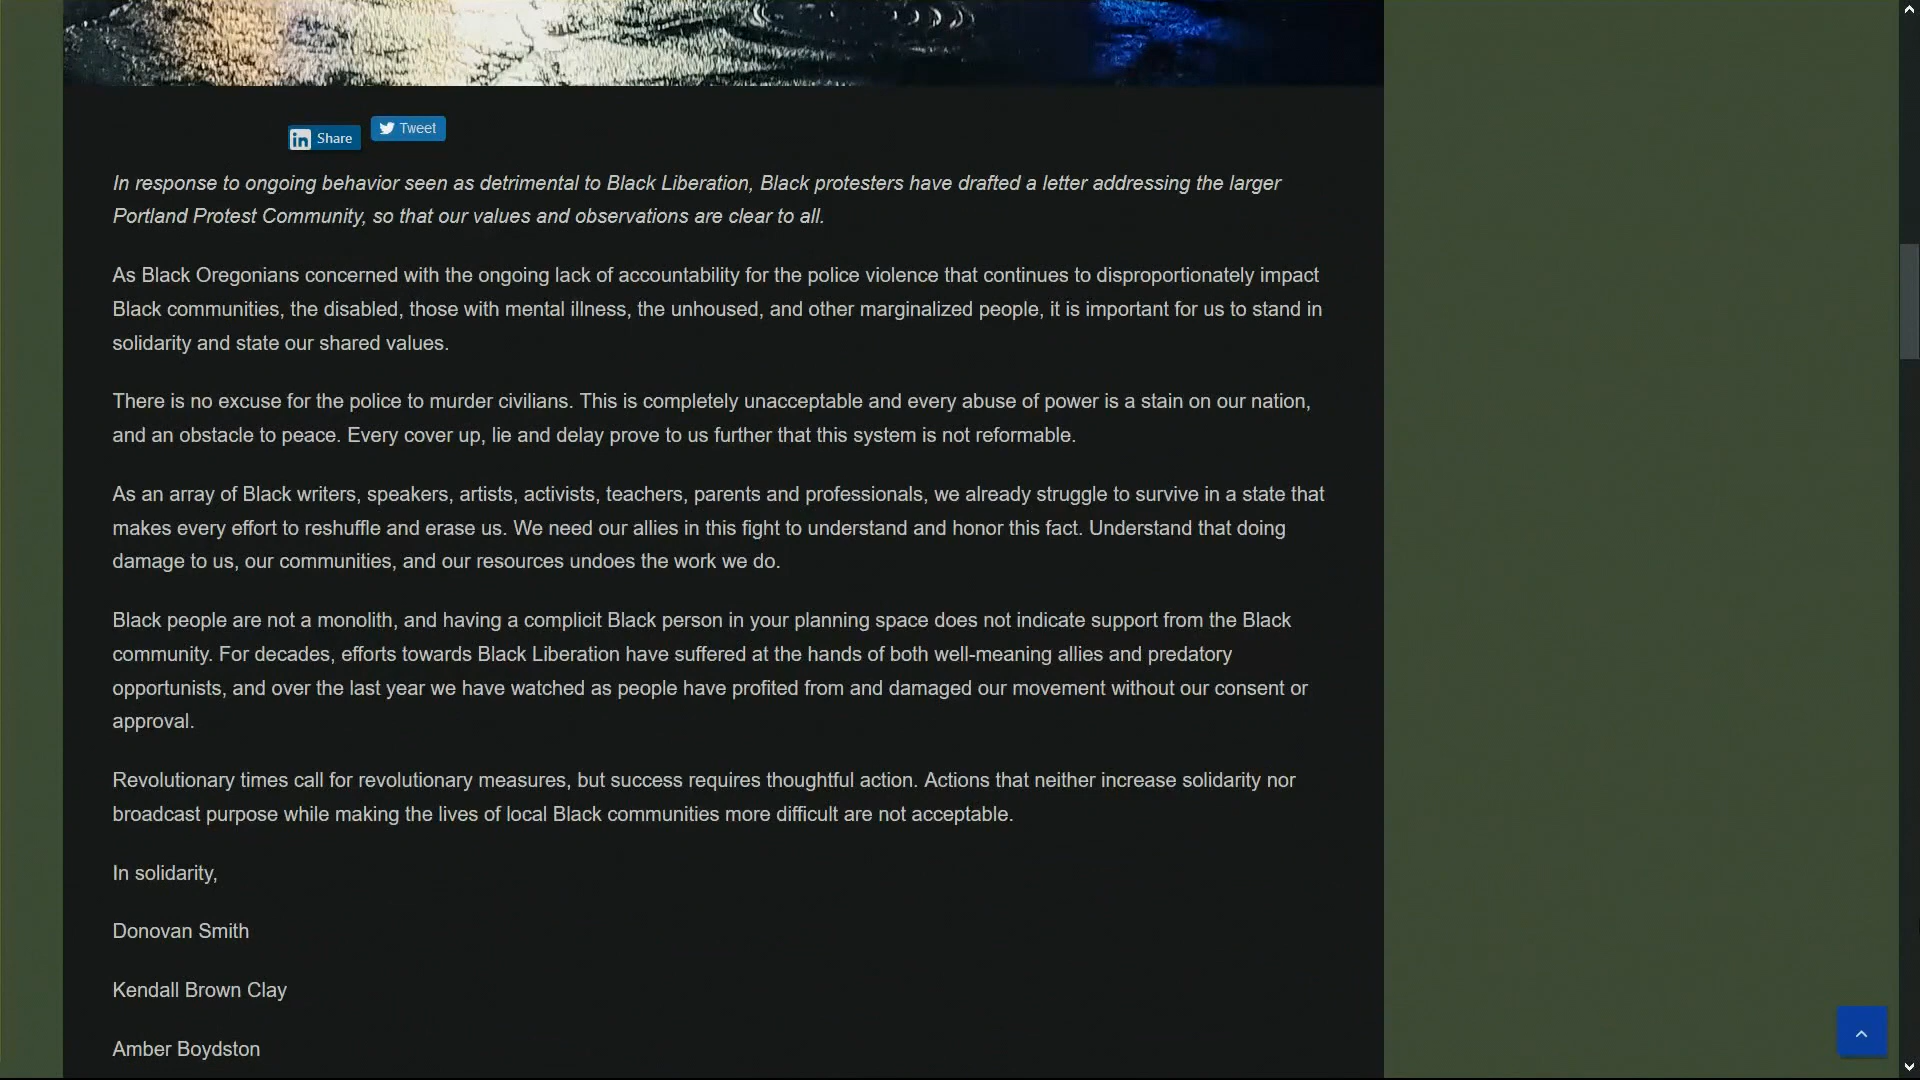 Share
Tweet
In response to ongoing behavior seen as detrimental to Black Liberation, Black protesters have drafted a letter addressing the larger
Portland Protest Community, so that our values and observations are clear to all.
As Black Oregonians concerned with the ongoing lack of accountability for the police violence that continues to disproportionately impact
Black communities, the disabled, those with mental illness, the unhoused, and other marginalized people, it is important for us to stand in
solidarity and state our shared values.
There is no excuse for the police to murder civilians. This is completely unacceptable and every abuse of power is a stain on our nation,
and an obstacle to peace. Every cover up, lie and delay prove to us further that this system is not reformable.
As an array of Black writers, speakers, artists, activists, teachers, parents and professionals, we already struggle to survive in a state that
makes every effort to reshuffle and erase us. We need our allies in this fight to understand and honor this fact. Understand that doing
damage to us, our communities, and our resources undoes the work we do.
Black people are not a monolith, and having a complicit Black person in your planning space does not indicate support from the Black
community. For decades, efforts towards Black Liberation have suffered at the hands of both well-meaning allies and predatory
opportunists, and over the last year we have watched as people have profited from and damaged our movement without our consent or
approval.
Revolutionary times call for revolutionary measures, but success requires thoughtful action. Actions that neither increase solidarity nor
broadcast purpose while making the lives of local Black communities more difficult are not acceptable.
In solidarity,
Donovan Smith
Kendall Brown Clay
Amber Boydston